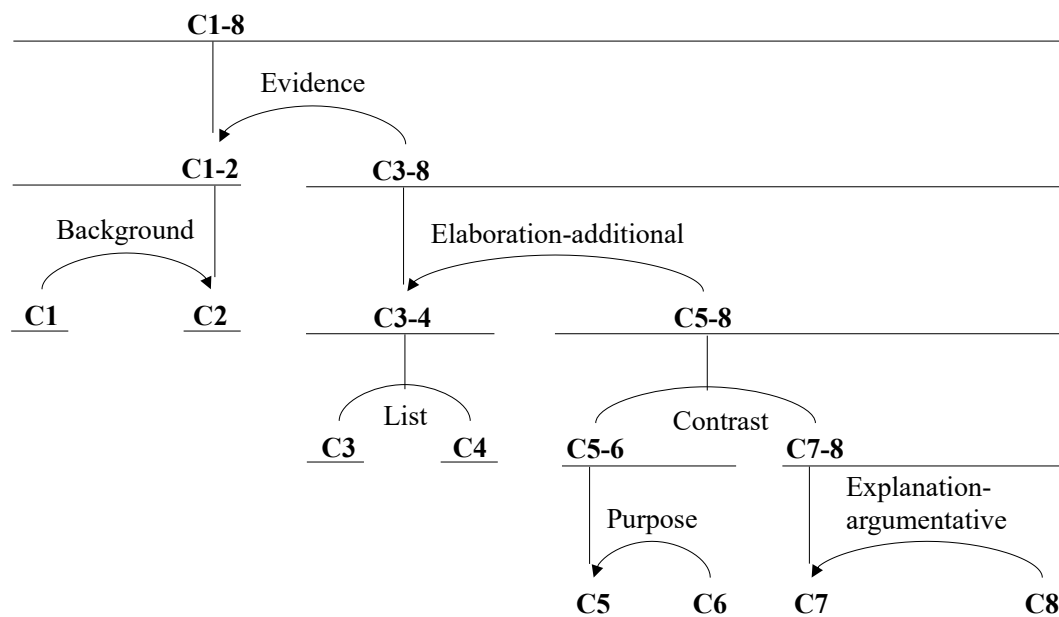 C1-8
Evidence
C1-2
C3-8
Background
Elaboration-additional
C1
C2
C3-4
C5-8
List
Contrast
C3
C4
C5-6
C7-8
Purpose
Explanation-
argumentative
C5
C6
C7
C8